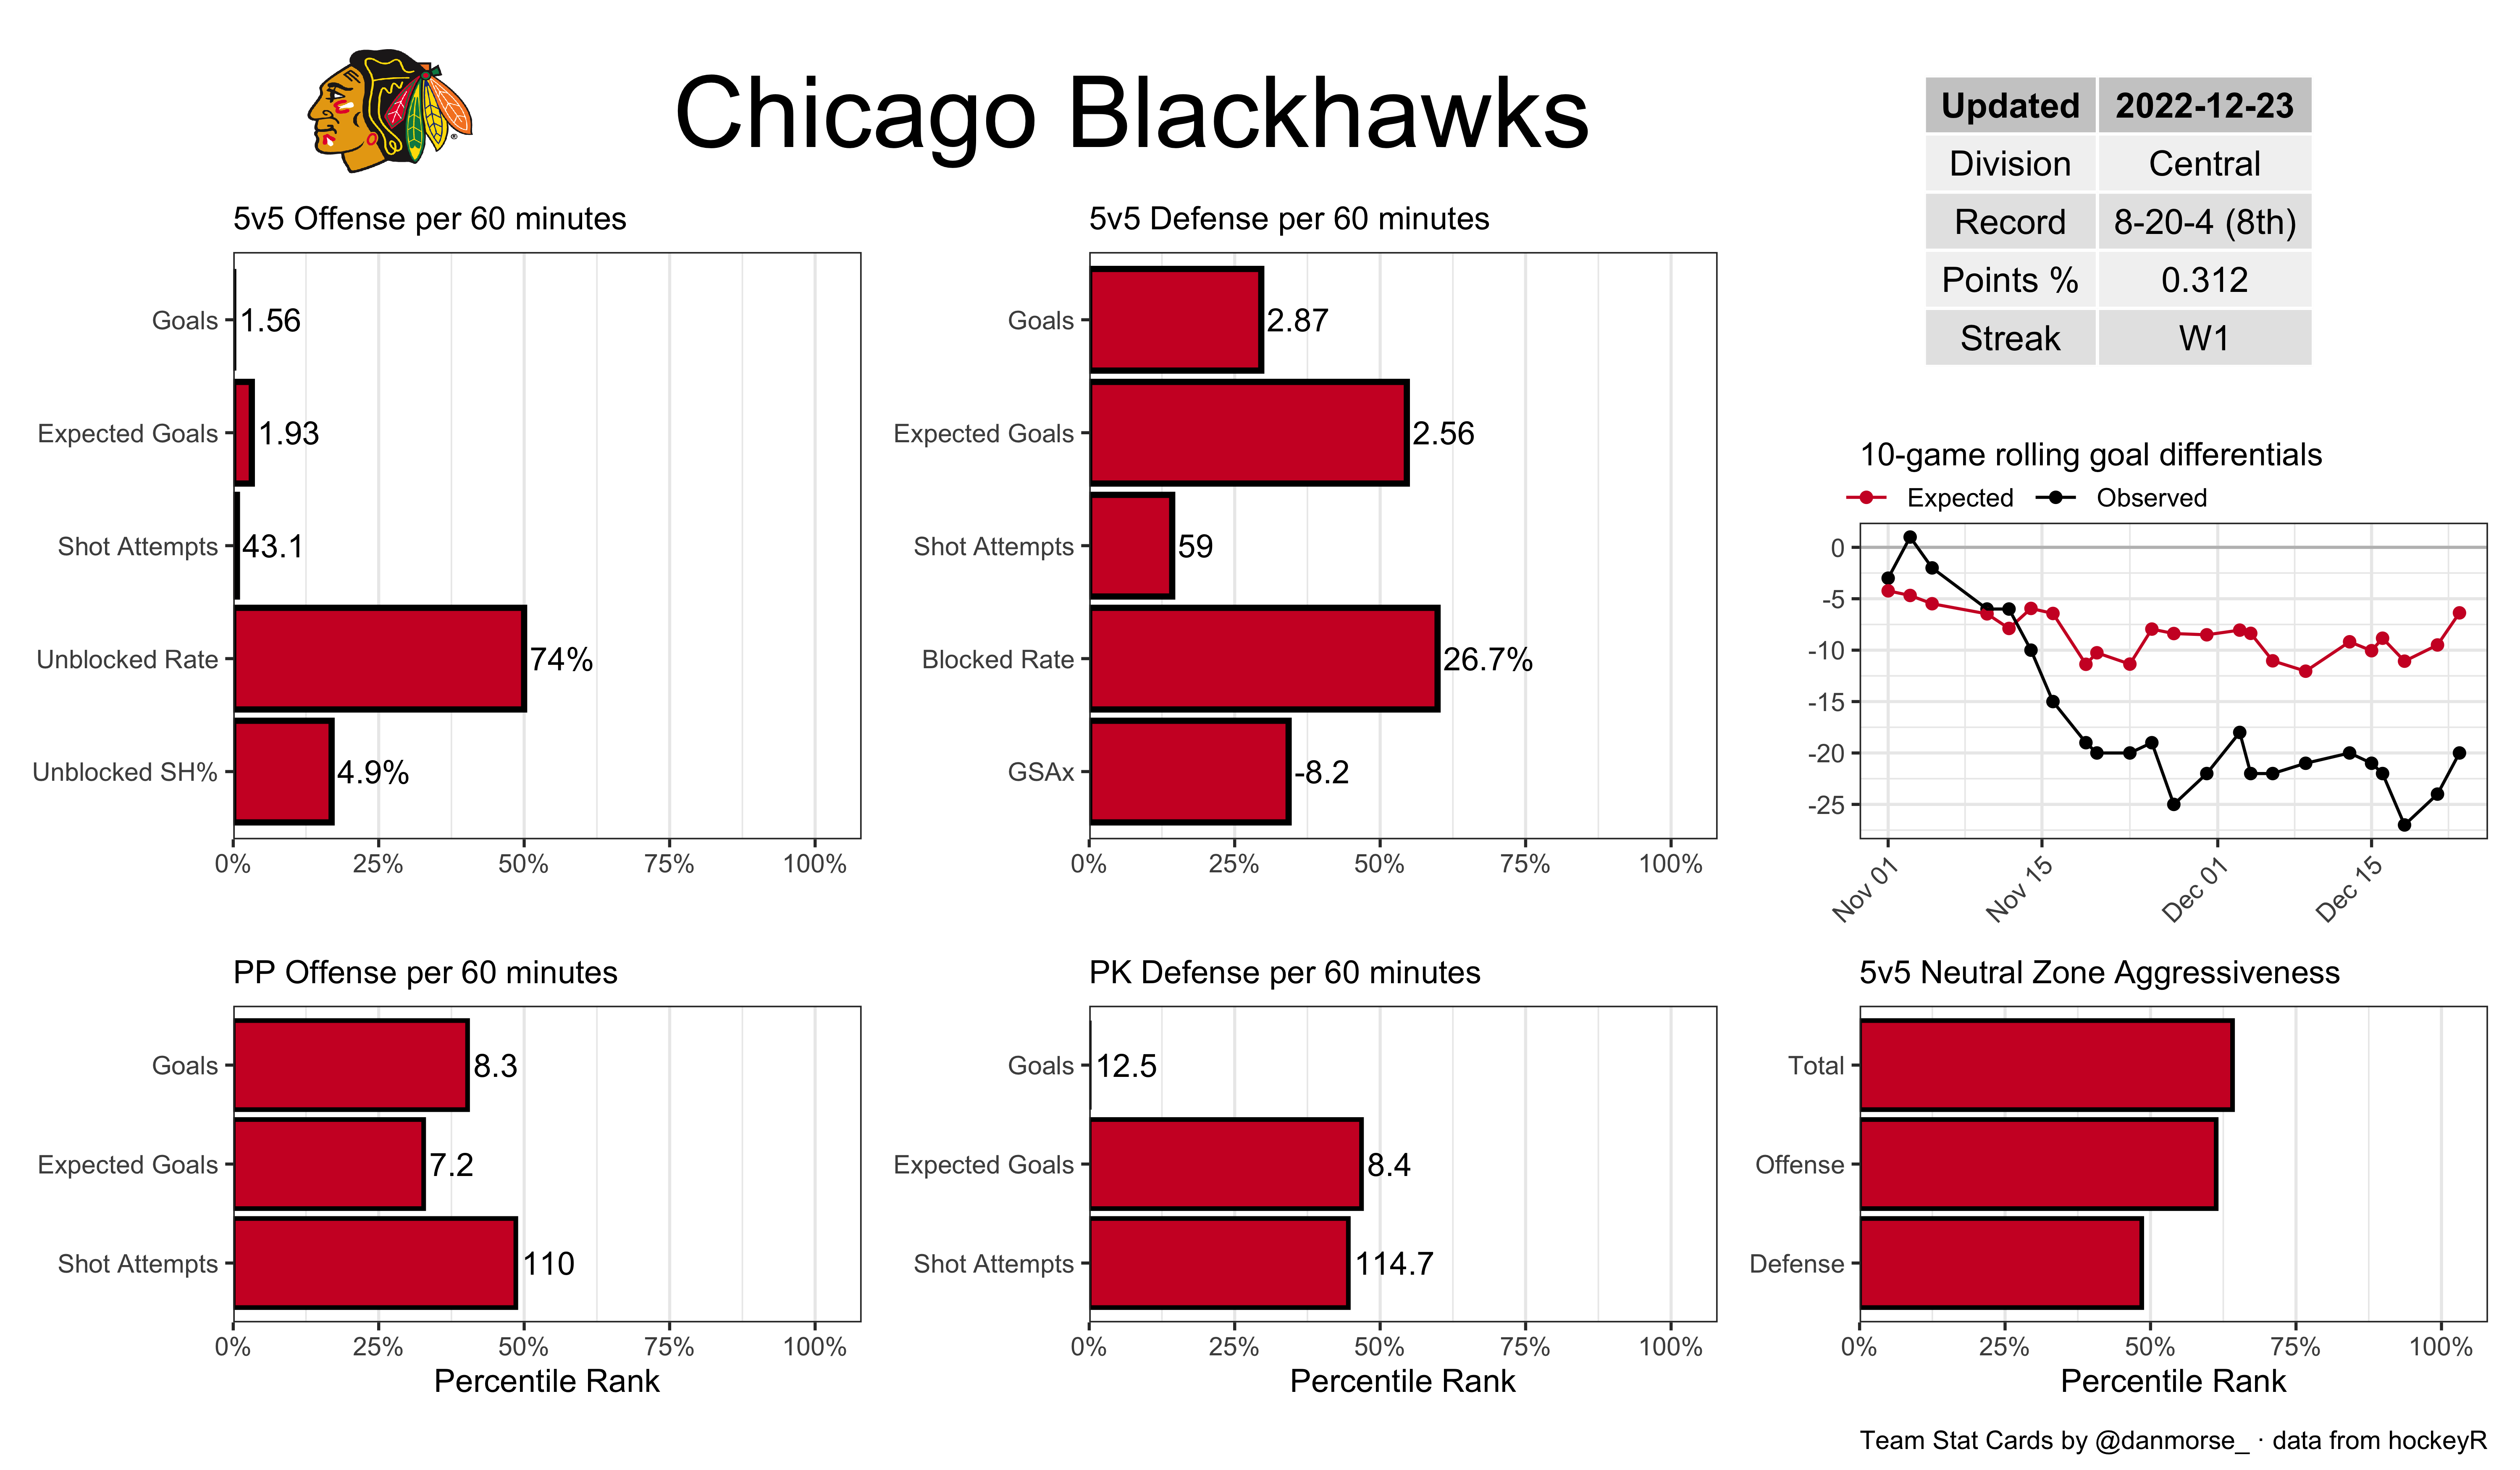 Chicago Blackhawks
Updated 2022-12-23
Division Central
Record 8-20-4 (8th)
Points % 0.312
Streak W1
5v5 Offense per 60 minutes
Goals 1.56
Expected Goals 1.93
Shot Attempts 43.1
Unblocked Rate 74%
Unblocked SH% 4.9%
0% 25% 50% 75% 100%
5v5 Defense per 60 minutes
Goals 2.87
Expected Goals 2.56
Shot Attempts 59
Blocked Rate 26.7%
GSAx -8.2
0% 25% 50% 75% 100%
10-game rolling goal differentials
Expected Observed
0
-5
-10
-15
-20
-25
Nov 01 Nov 15 Dec 01 Dec 15
PP Offense per 60 minutes
Goals 8.3
Expected Goals 7.2
Shot Attempts 110
0% 25% 50% 75% 100%
Percentile Rank
PK Defense per 60 minutes
Goals 12.5
Expected Goals 8.4
Shot Attempts 114.7
0% 25% 50% 75% 100%
Percentile Rank
5v5 Neutral Zone Aggressiveness
Total
Offense
Defense
0% 25% 50% 75% 100%
Percentile Rank
Team Stat Cards by @danmorse_ · data from hockeyR